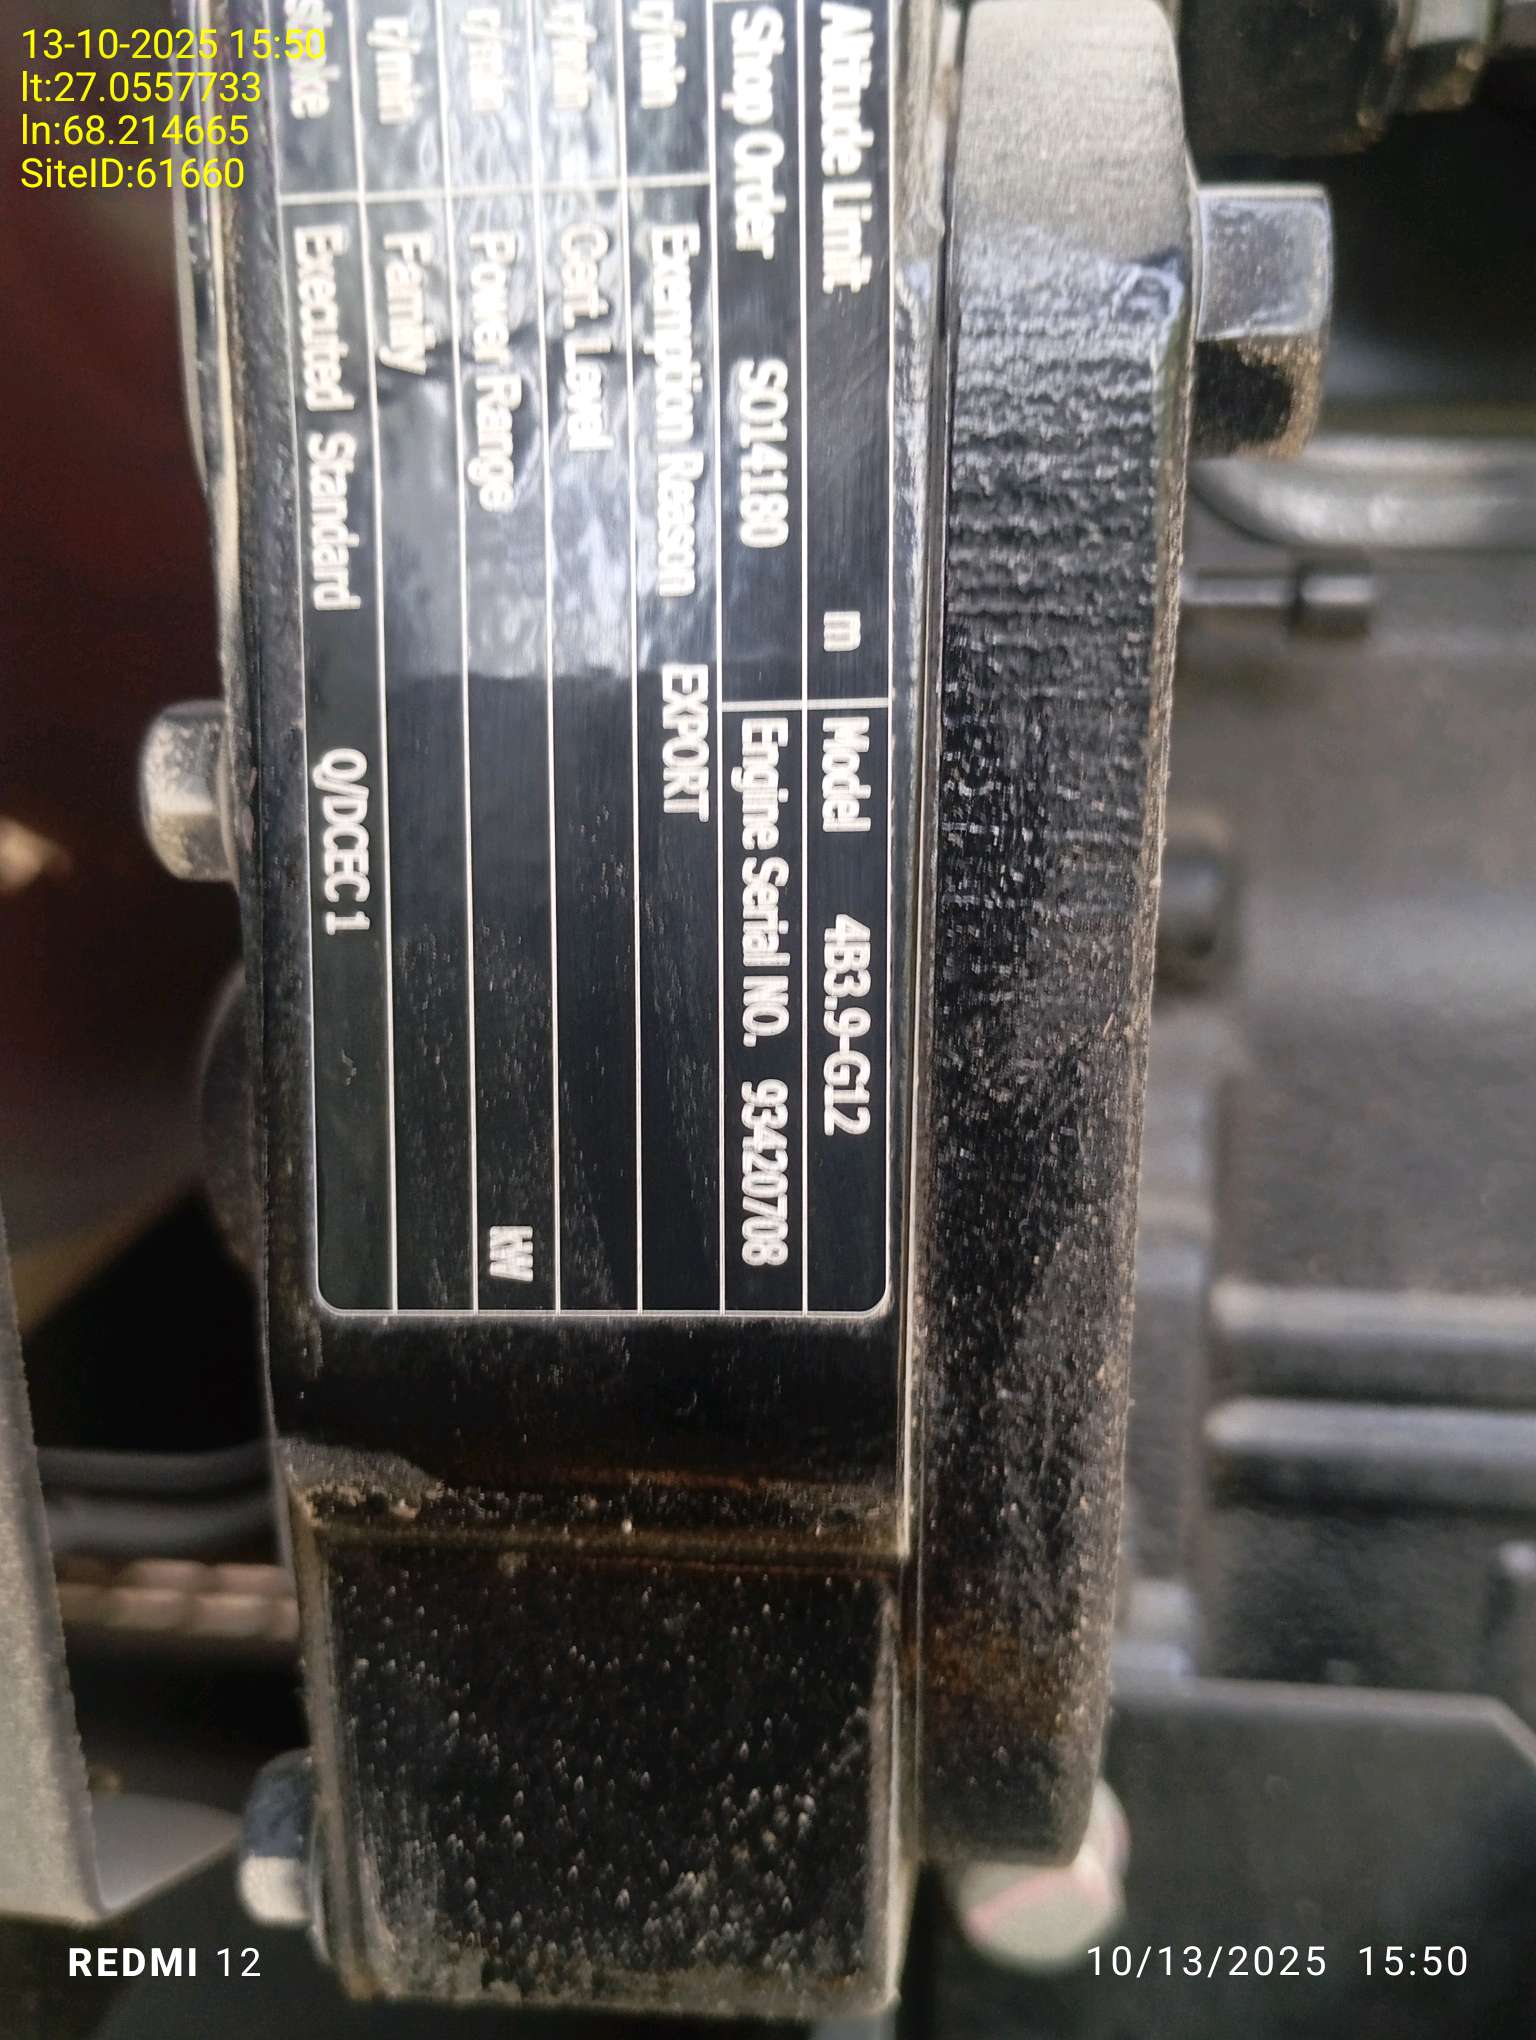 13-10-2025 15:50
lt:27.0557733
ln:68.214665
SiteID:61660
Altitude Limit m Model 4B3.9-G12
Shop Order SO14180 Engine Serial NO. 93420708
r/min Exemption Reason EXPORT
r/min Cert. Level
r/min Power Range kW
r/min Family
Executed Standard Q/DCEC 1
REDMI 12
10/13/2025 15:50